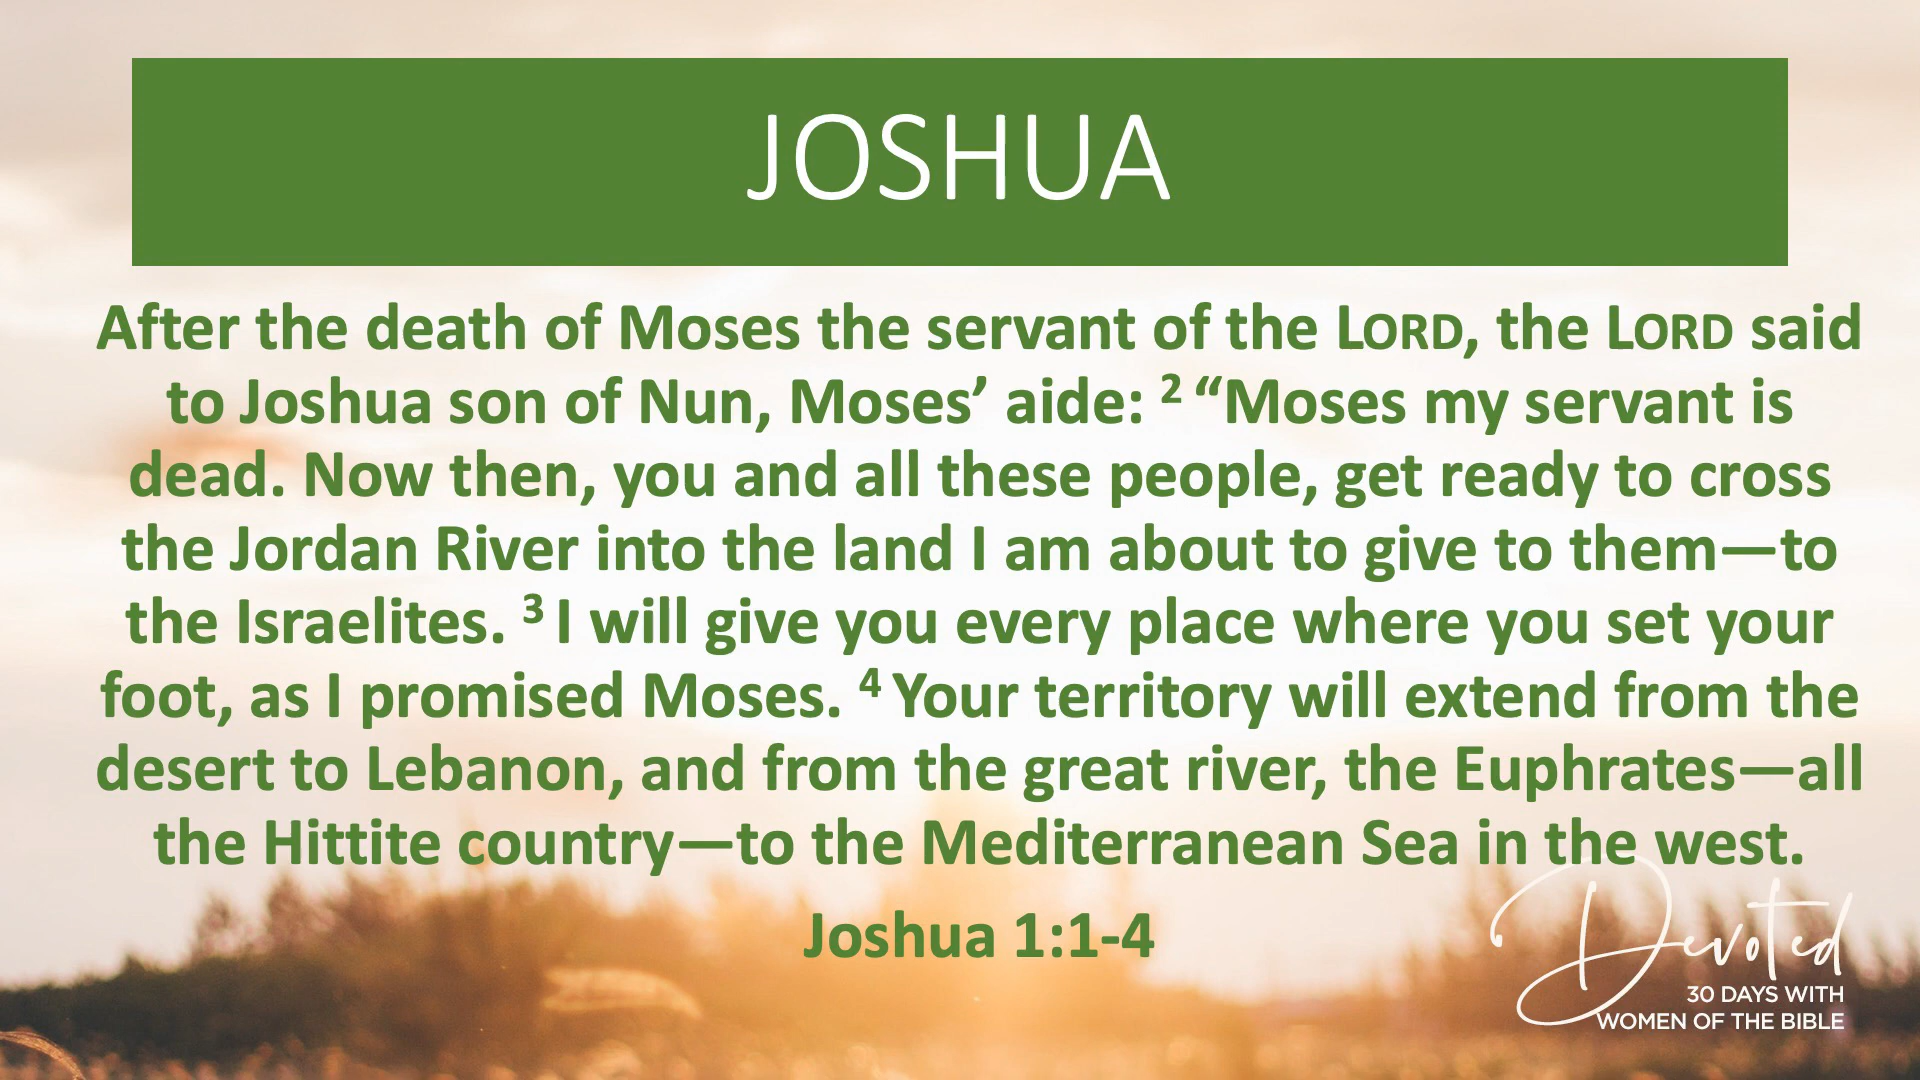 JOSHUA
After the death of Moses the servant of the LORD, the LORD said
to Joshua son of Nun, Moses’ aide: 2 “Moses my servant is
dead. Now then, you and all these people, get ready to cross
the Jordan River into the land I am about to give to them—to
the Israelites. 3 I will give you every place where you set your
foot, as I promised Moses. 4 Your territory will extend from the
desert to Lebanon, and from the great river, the Euphrates—all
the Hittite country—to the Mediterranean Sea in the west.
Joshua 1:1-4
Devoted
30 DAYS WITH
WOMEN OF THE BIBLE